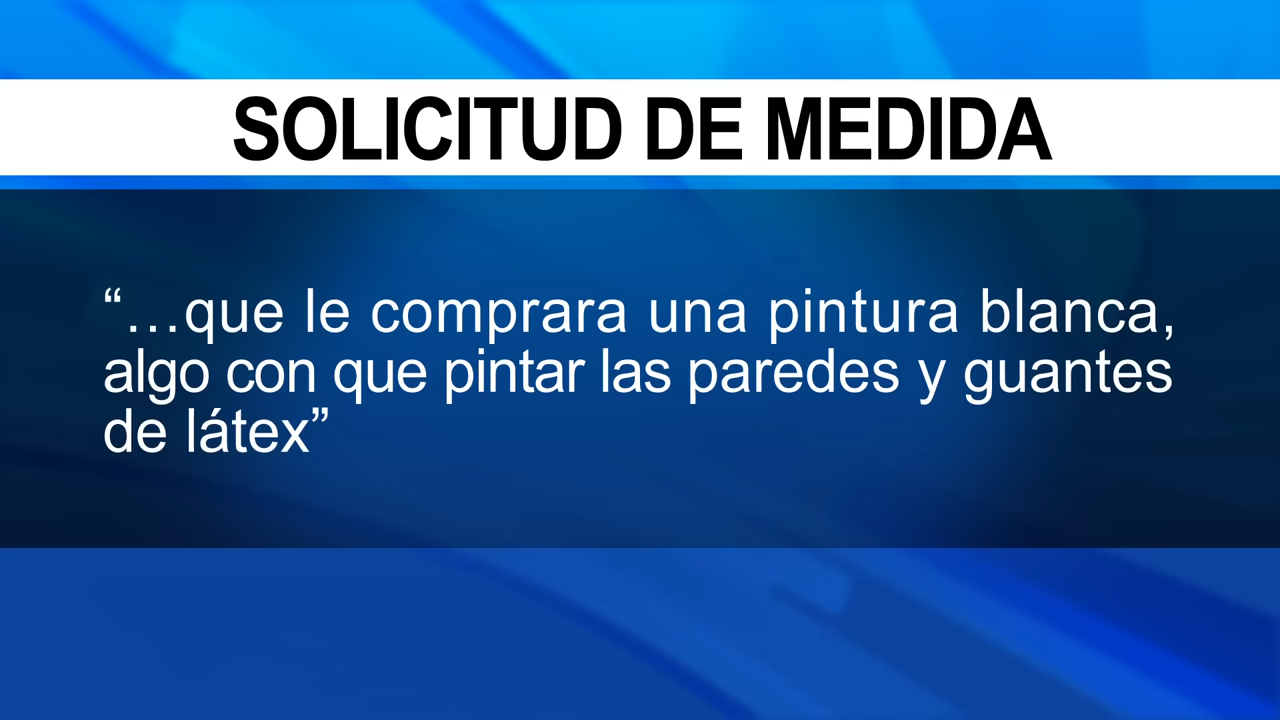 SOLICITUD DE MEDIDA
“…que le comprara una pintura blanca,
algo con que pintar las paredes y guantes
de látex”